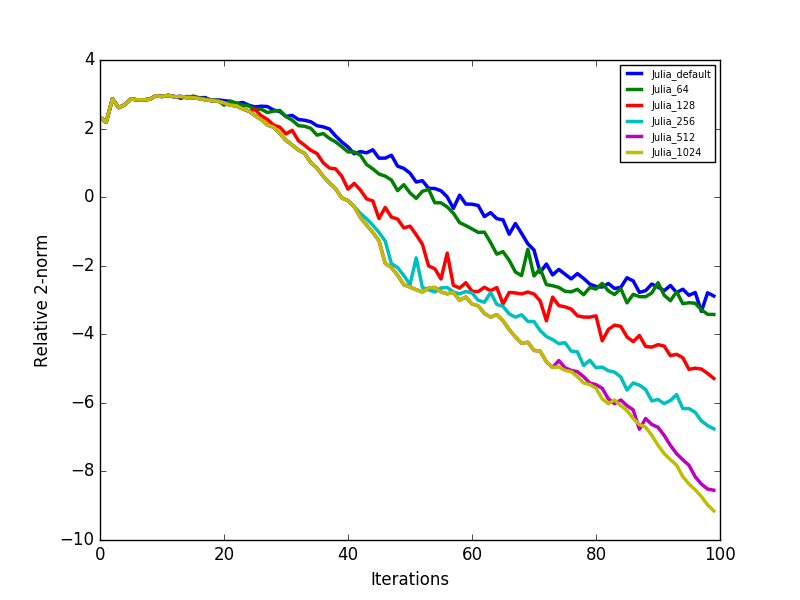 4
2
0
−2
−4
−6
−8
−10
0 20 40 60 80 100
Relative 2-norm
Iterations
Julia_default
Julia_64
Julia_128
Julia_256
Julia_512
Julia_1024